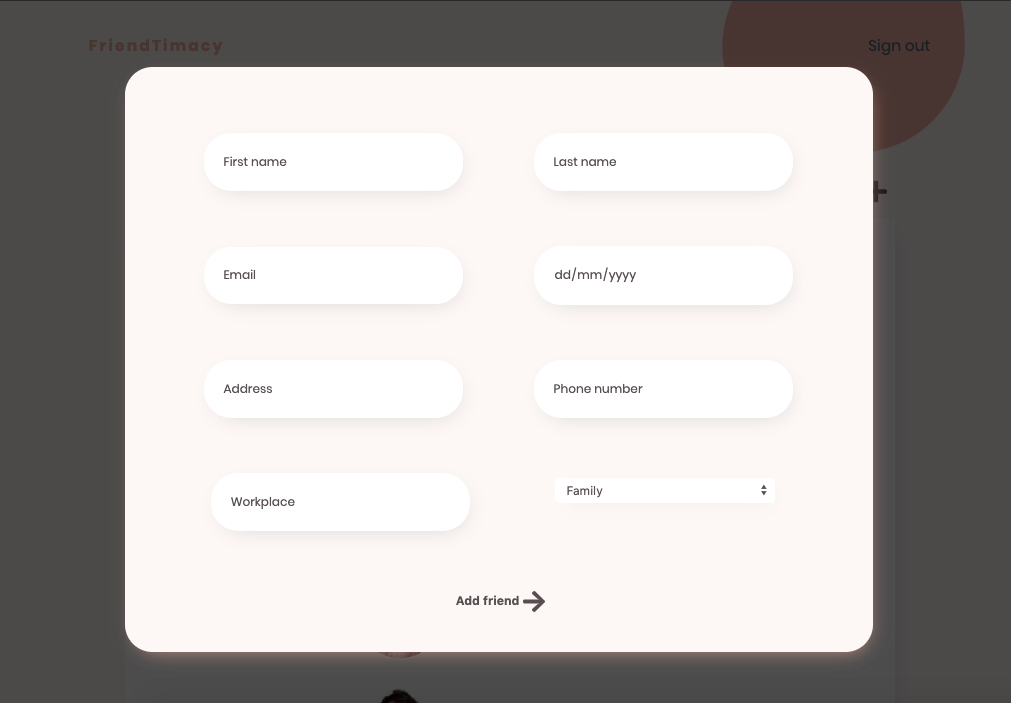 FriendTimacy
Sign out
First name
Last name
Email
dd/mm/yyyy
Address
Phone number
Workplace
Family
Add friend